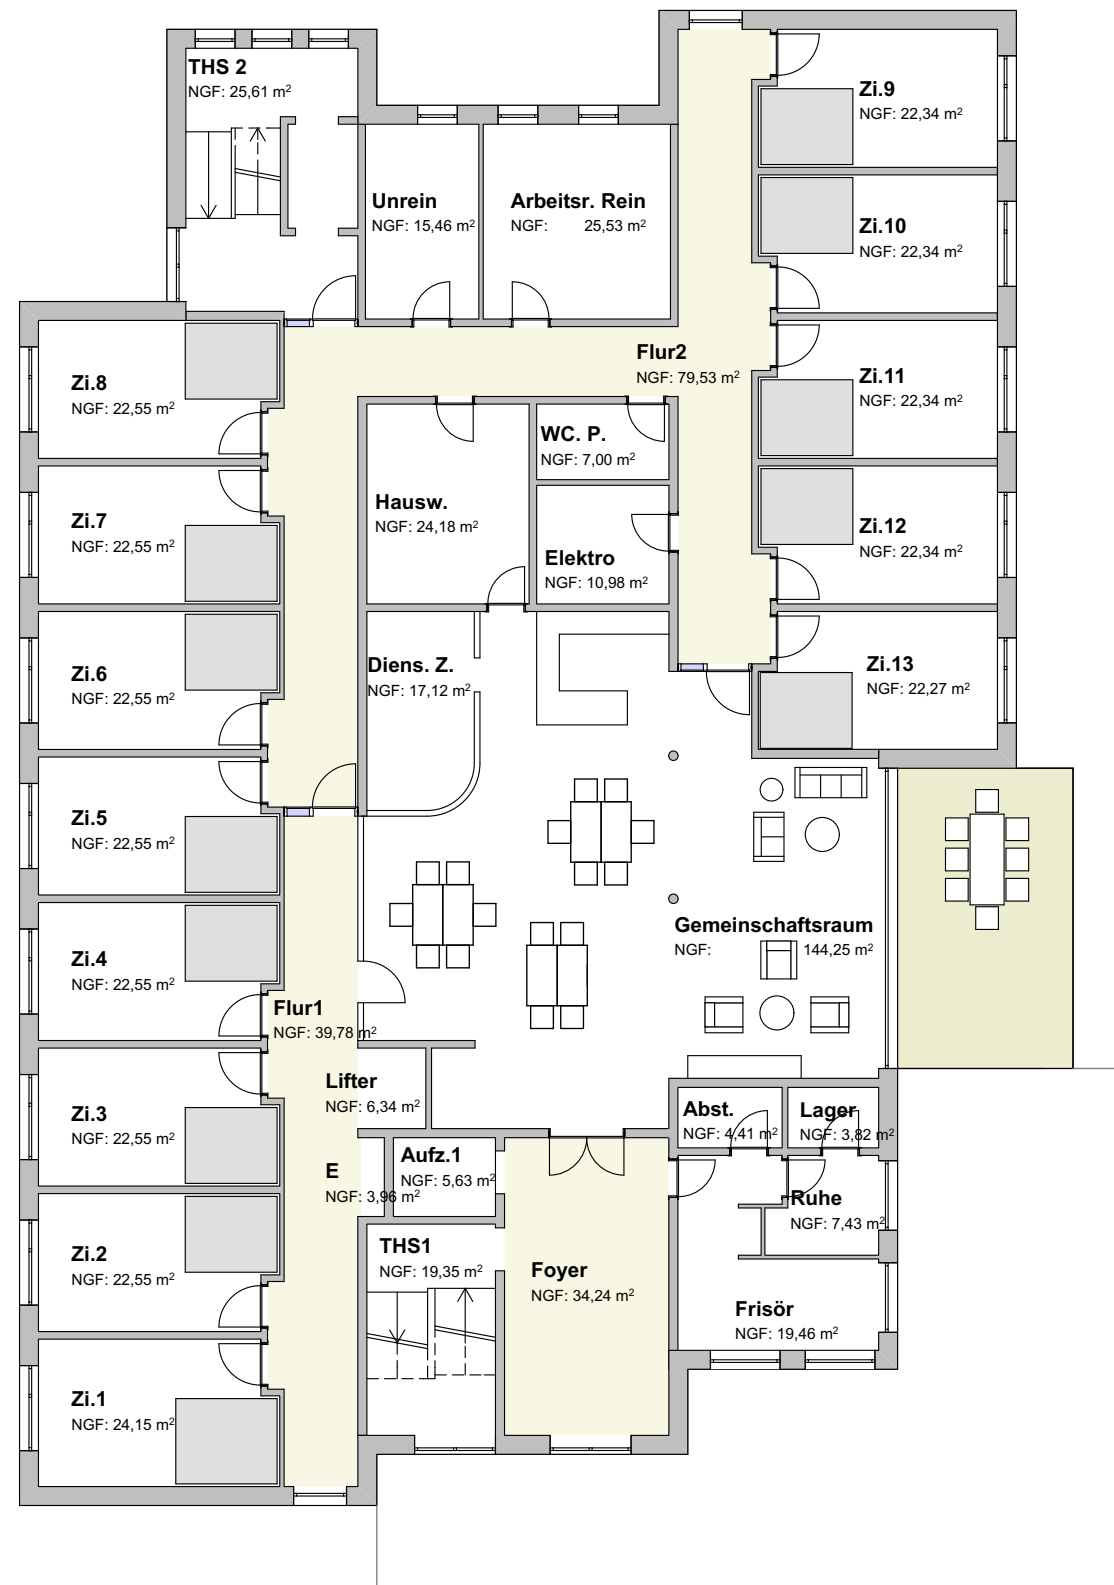 THS 2
NGF: 25,61 m²
Zi.9
NGF: 22,34 m²
Unrein
NGF: 15,46 m²
Arbeitsr. Rein
NGF: 25,53 m²
Zi.10
NGF: 22,34 m²
Flur2
NGF: 79,53 m²
Zi.8
NGF: 22,55 m²
Zi.11
NGF: 22,34 m²
WC. P.
NGF: 7,00 m²
Hausw.
NGF: 24,18 m²
Zi.7
NGF: 22,55 m²
Zi.12
NGF: 22,34 m²
Elektro
NGF: 10,98 m²
Zi.6
NGF: 22,55 m²
Diens. Z.
NGF: 17,12 m²
Zi.13
NGF: 22,27 m²
Zi.5
NGF: 22,55 m²
Gemeinschaftsraum
NGF: 144,25 m²
Zi.4
NGF: 22,55 m²
Flur1
NGF: 39,78 m²
Lifter
NGF: 6,34 m²
Zi.3
NGF: 22,55 m²
Abst.
NGF: 4,41 m²
Lager
NGF: 3,82 m²
Aufz.1
NGF: 5,63 m²
E
NGF: 3,96 m²
Ruhe
NGF: 7,43 m²
Zi.2
NGF: 22,55 m²
THS1
NGF: 19,35 m²
Foyer
NGF: 34,24 m²
Frisör
NGF: 19,46 m²
Zi.1
NGF: 24,15 m²